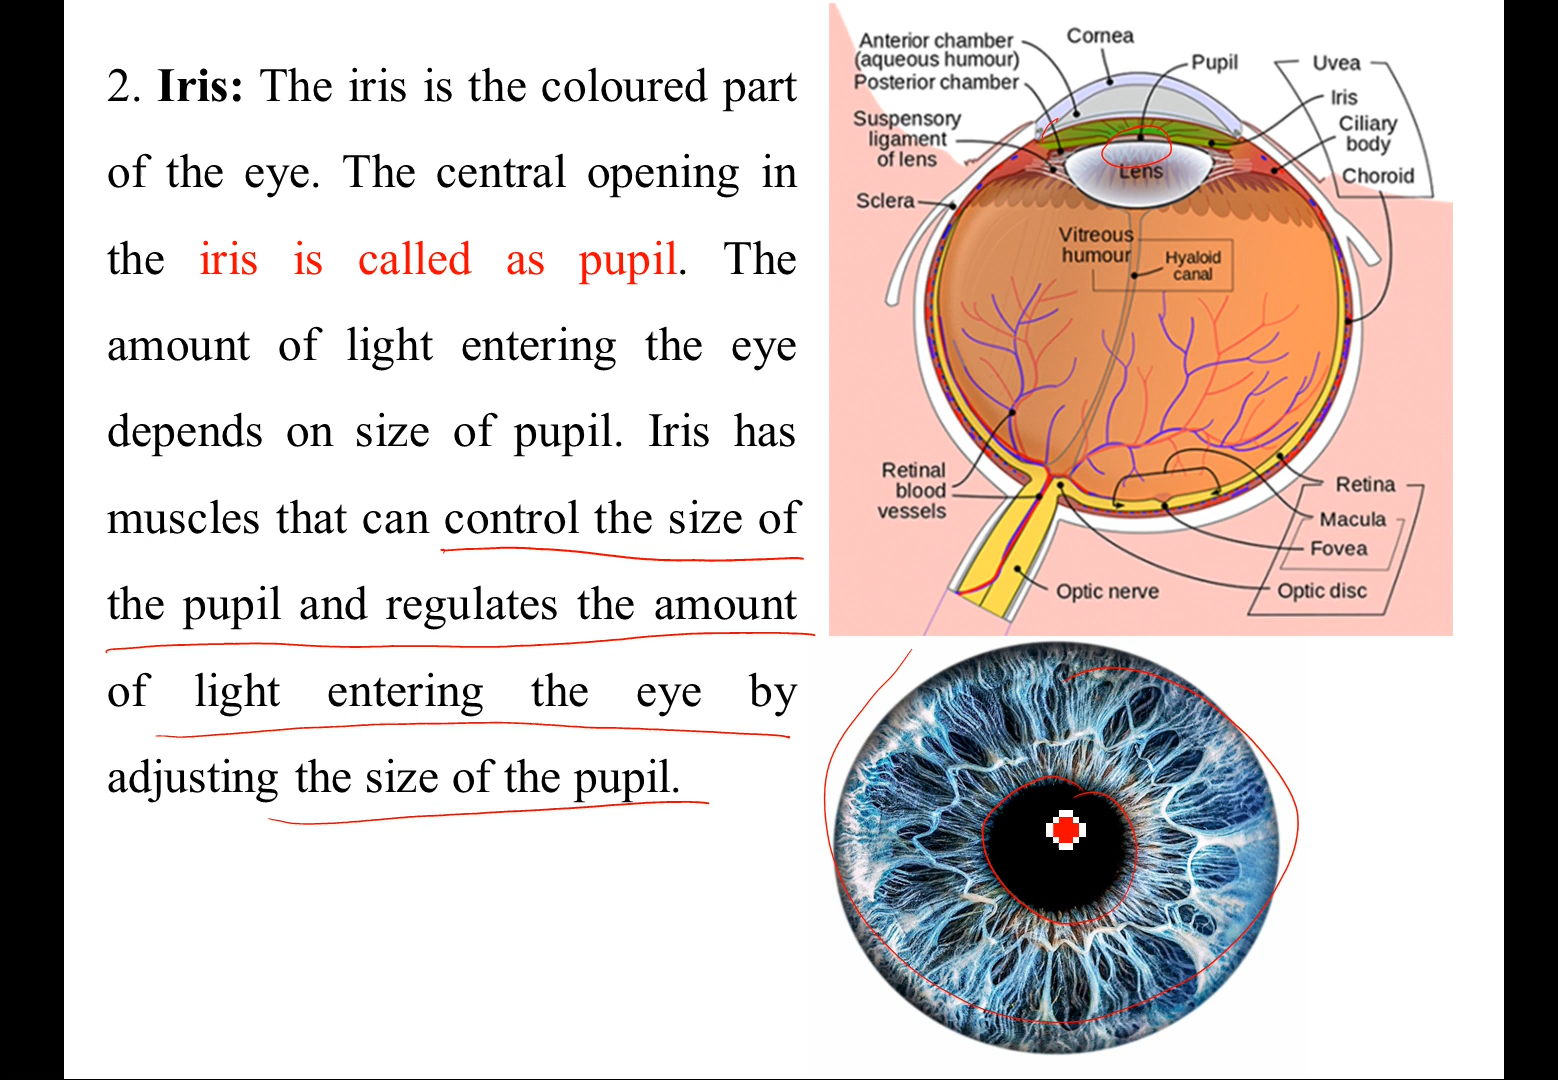 2. Iris: The iris is the coloured part
of the eye. The central opening in
the iris is called as pupil. The
amount of light entering the eye
depends on size of pupil. Iris has
muscles that can control the size of
the pupil and regulates the amount
of light entering the eye by
adjusting the size of the pupil.
Anterior chamber
(aqueous humour)
Posterior chamber
Cornea
Pupil
Uvea
Iris
Ciliary
body
Choroid
Suspensory
ligament
of lens
Lens
Sclera
Vitreous
humour
Hyaloid
canal
Retinal
blood
vessels
Retina
Macula
Fovea
Optic nerve
Optic disc